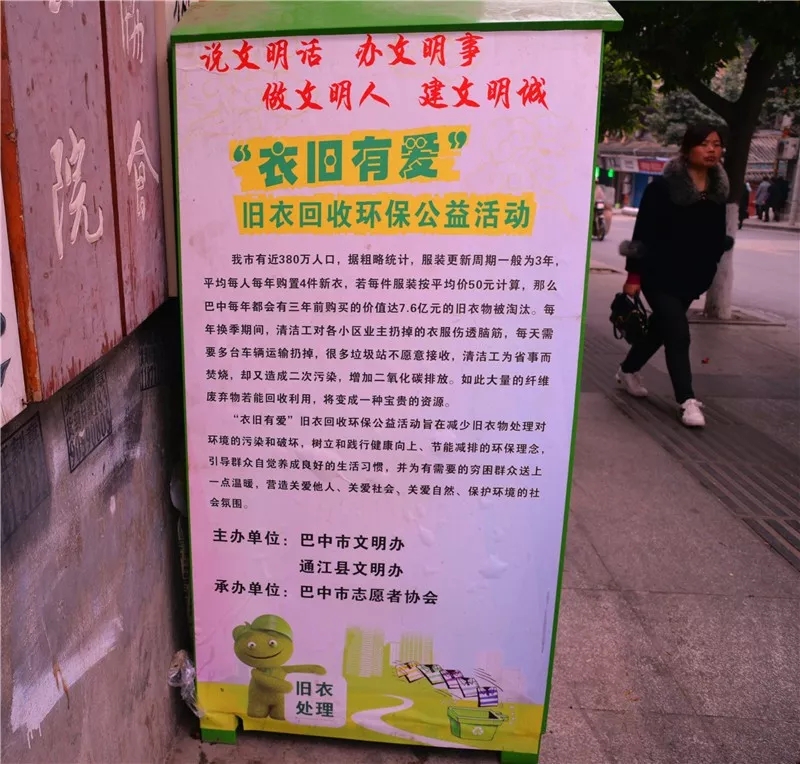 说文明话 办文明事
做文明人 建文明城
“衣旧有爱”
旧衣回收环保公益活动
我市有近380万人口，据粗略统计，服装更新周期一般为3年，
平均每人每年购置4件新衣，若每件服装按平均价50元计算，那么
巴中每年都会有三年前购买的价值达7.6亿元的旧衣物被淘汰。每
年换季期间，清洁工对各小区业主扔掉的衣服伤透脑筋，每天需
要多台车辆运输扔掉，很多垃圾站不愿意接收，清洁工为省事而
焚烧，却又造成二次污染，增加二氧化碳排放。如此大量的纤维
废弃物若能回收利用，将变成一种宝贵的资源。
“衣旧有爱”旧衣回收环保公益活动旨在减少旧衣物处理对
环境的污染和破坏，树立和践行健康向上、节能减排的环保理念，
引导群众自觉养成良好的生活习惯，并为有需要的穷困群众送上
一点温暖，营造关爱他人、关爱社会、关爱自然、保护环境的社
会氛围。
主办单位：巴中市文明办
通江县文明办
承办单位：巴中市志愿者协会
旧衣
处理
院
協會